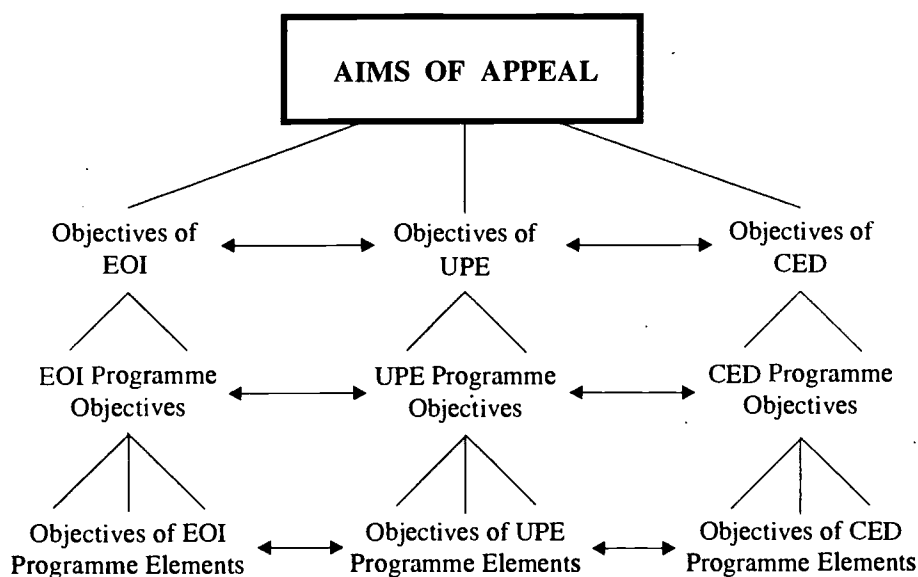 AIMS OF APPEAL
Objectives of
EOI
Objectives of
UPE
Objectives of
CED
EOI Programme
Objectives
UPE Programme
Objectives
CED Programme
Objectives
Objectives of EOI
Programme Elements
Objectives of UPE
Programme Elements
Objectives of CED
Programme Elements